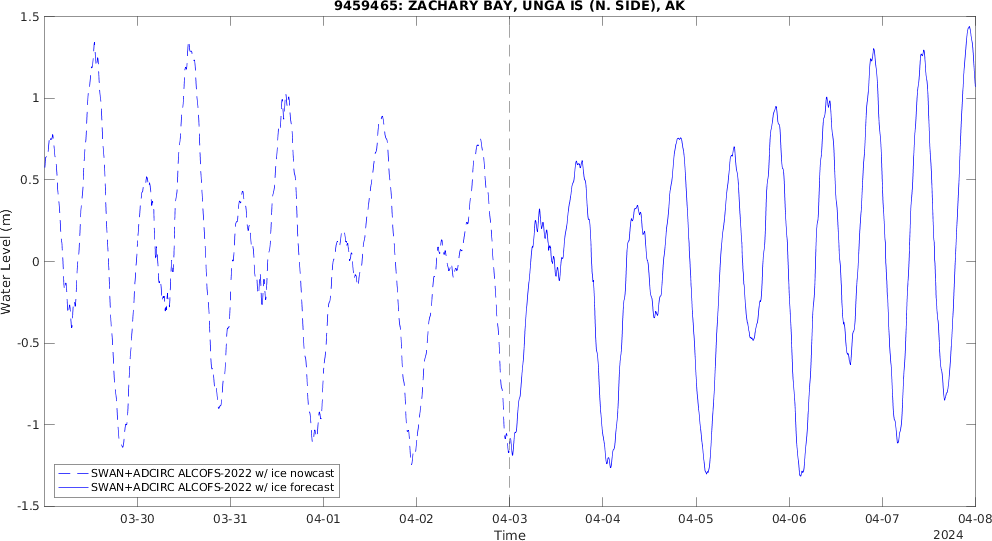 9459465: ZACHARY BAY, UNGA IS (N. SIDE), AK
Water Level (m)
1.5
1
0.5
0
-0.5
-1
-1.5
SWAN+ADCIRC ALCOFS-2022 w/ ice nowcast
SWAN+ADCIRC ALCOFS-2022 w/ ice forecast
03-30 03-31 04-01 04-02 04-03 04-04 04-05 04-06 04-07 04-08
Time
2024